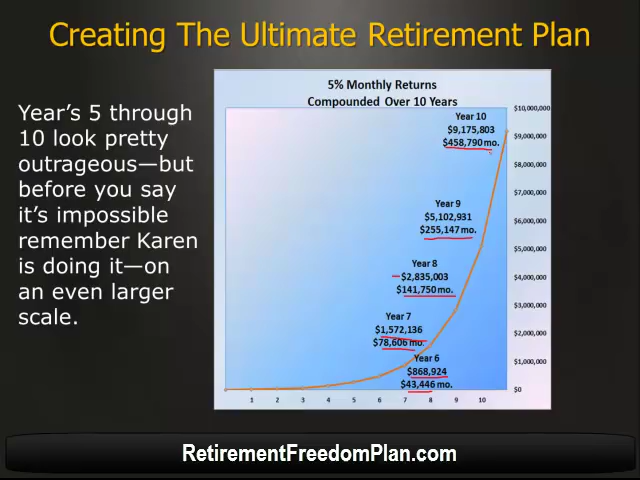 Creating The Ultimate Retirement Plan
Year's 5 through
10 look pretty
outrageous—but
before you say
it's impossible
remember Karen
is doing it—on
an even larger
scale.
5% Monthly Returns
Compounded Over 10 Years
Year 10
$9,175,803
$458,790 mo.
Year 9
$5,102,931
$255,147 mo.
Year 8
$2,835,003
$141,750 mo.
Year 7
$1,572,136
$78,606 mo.
Year 6
$868,924
$43,446 mo.
$10,000,000
$9,000,000
$8,000,000
$7,000,000
$6,000,000
$5,000,000
$4,000,000
$3,000,000
$2,000,000
$1,000,000
$0
1 2 3 4 5 6 7 8 9 10
RetirementFreedomPlan.com